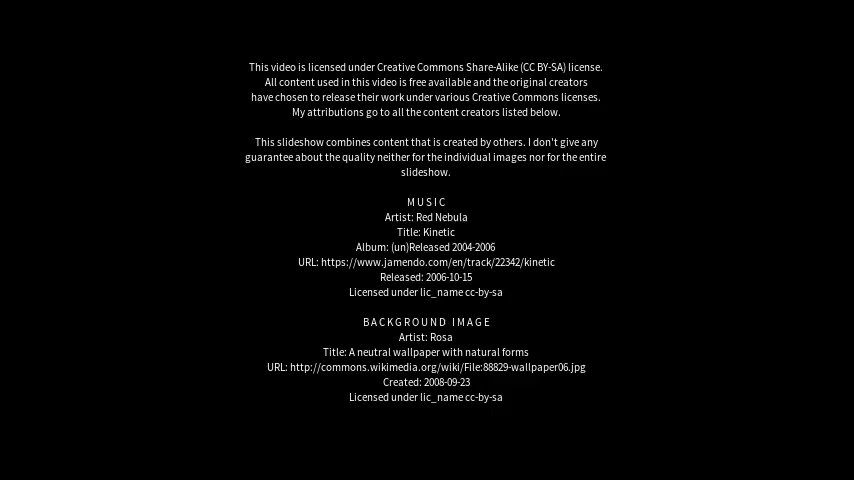 This video is licensed under Creative Commons Share-Alike (CC BY-SA) license.
All content used in this video is free available and the original creators
have chosen to release their work under various Creative Commons licenses.
My attributions go to all the content creators listed below.
This slideshow combines content that is created by others. I don't give any
guarantee about the quality neither for the individual images nor for the entire
slideshow.
MUSIC
Artist: Red Nebula
Title: Kinetic
Album: (un)Released 2004-2006
URL: https://www.jamendo.com/en/track/22342/kinetic
Released: 2006-10-15
Licensed under lic_name cc-by-sa
BACKGROUND IMAGE
Artist: Rosa
Title: A neutral wallpaper with natural forms
URL: http://commons.wikimedia.org/wiki/File:88829-wallpaper06.jpg
Created: 2008-09-23
Licensed under lic_name cc-by-sa